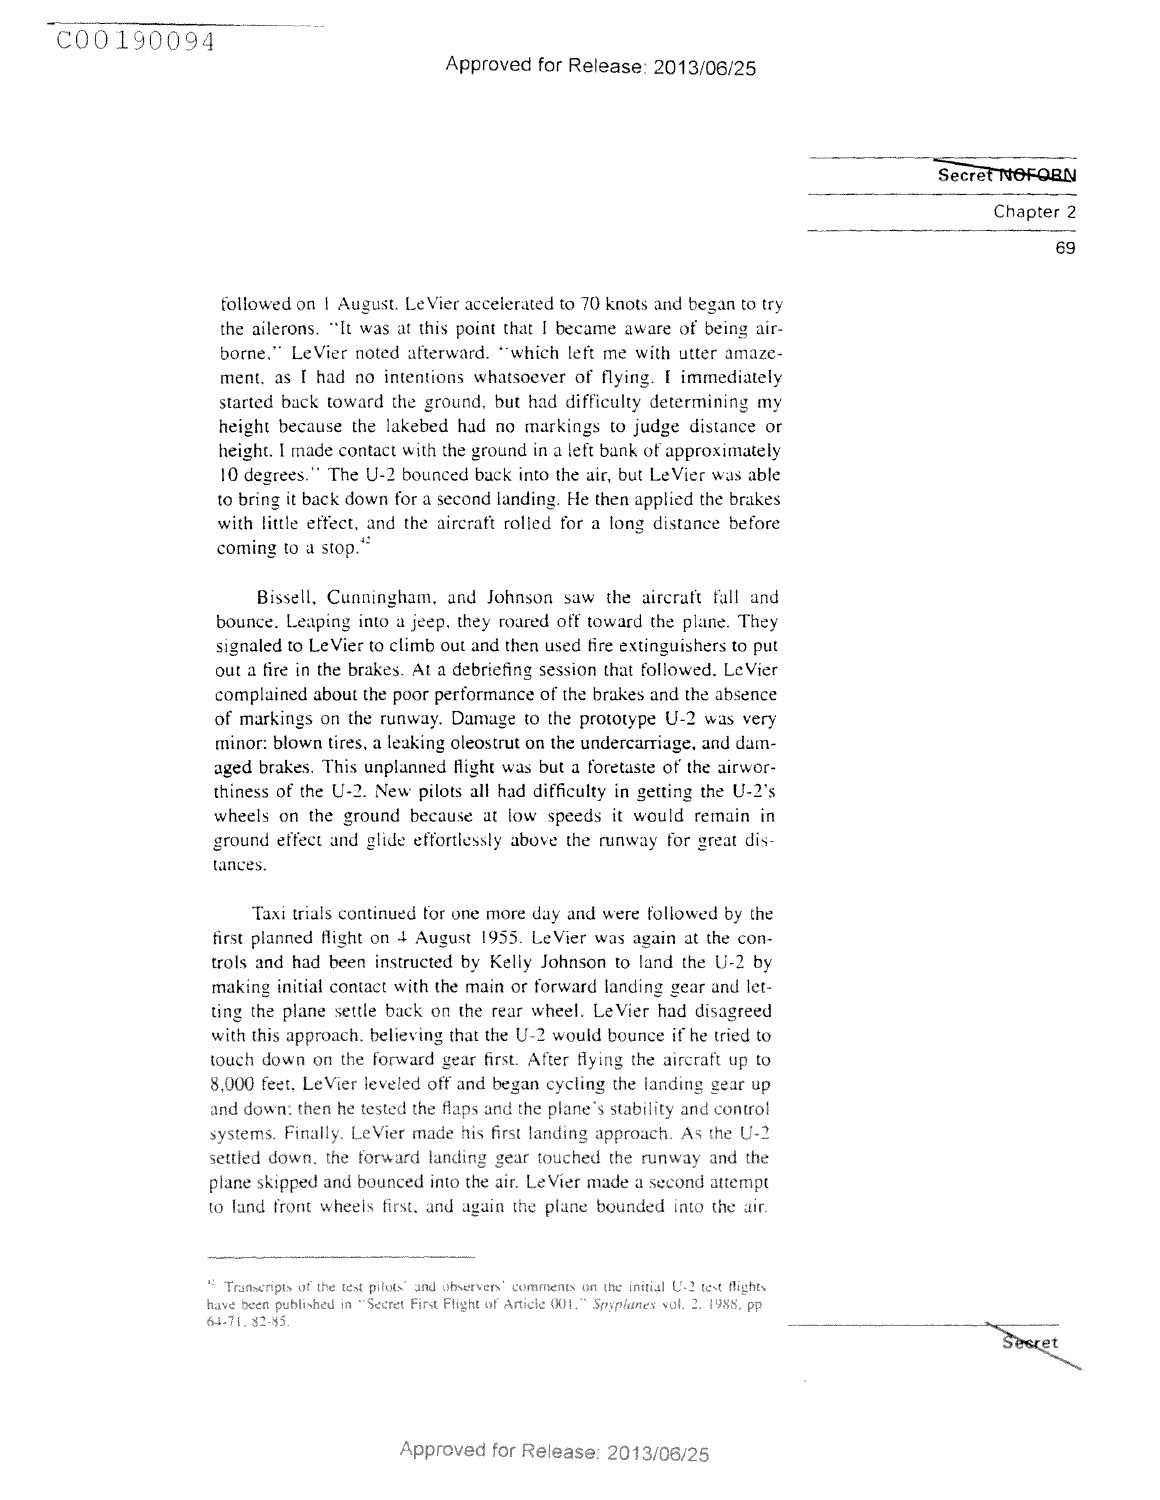 C00190094
Approved for Release: 2013/06/25
Secret NOFORN
Chapter 2
69
followed on 1 August. LeVier accelerated to 70 knots and began to try
the ailerons. "It was at this point that I became aware of being air-
borne," LeVier noted afterward, "which left me with utter amaze-
ment, as I had no intentions whatsoever of flying. I immediately
started back toward the ground, but had difficulty determining my
height because the lakebed had no markings to judge distance or
height. I made contact with the ground in a left bank of approximately
10 degrees." The U-2 bounced back into the air, but LeVier was able
to bring it back down for a second landing. He then applied the brakes
with little effect, and the aircraft rolled for a long distance before
coming to a stop.42
Bissell, Cunningham, and Johnson saw the aircraft fall and
bounce. Leaping into a jeep, they roared off toward the plane. They
signaled to LeVier to climb out and then used fire extinguishers to put
out a fire in the brakes. At a debriefing session that followed, LeVier
complained about the poor performance of the brakes and the absence
of markings on the runway. Damage to the prototype U-2 was very
minor: blown tires, a leaking oleostrut on the undercarriage, and dam-
aged brakes. This unplanned flight was but a foretaste of the airwor-
thiness of the U-2. New pilots all had difficulty in getting the U-2's
wheels on the ground because at low speeds it would remain in
ground effect and glide effortlessly above the runway for great dis-
tances.
Taxi trials continued for one more day and were followed by the
first planned flight on 4 August 1955. LeVier was again at the con-
trols and had been instructed by Kelly Johnson to land the U-2 by
making initial contact with the main or forward landing gear and let-
ting the plane settle back on the rear wheel. LeVier had disagreed
with this approach, believing that the U-2 would bounce if he tried to
touch down on the forward gear first. After flying the aircraft up to
8,000 feet, LeVier leveled off and began cycling the landing gear up
and down; then he tested the flaps and the plane's stability and control
systems. Finally, LeVier made his first landing approach. As the U-2
settled down, the forward landing gear touched the runway and the
plane skipped and bounced into the air. LeVier made a second attempt
to land front wheels first, and again the plane bounded into the air.
42 Transcripts of the test pilots' and observers' comments on the initial U-2 test flights
have been published in "Secret First Flight of Article 001," Spyplanes vol. 2, 1988, pp
64-71, 82-85.
Secret
Approved for Release: 2013/06/25